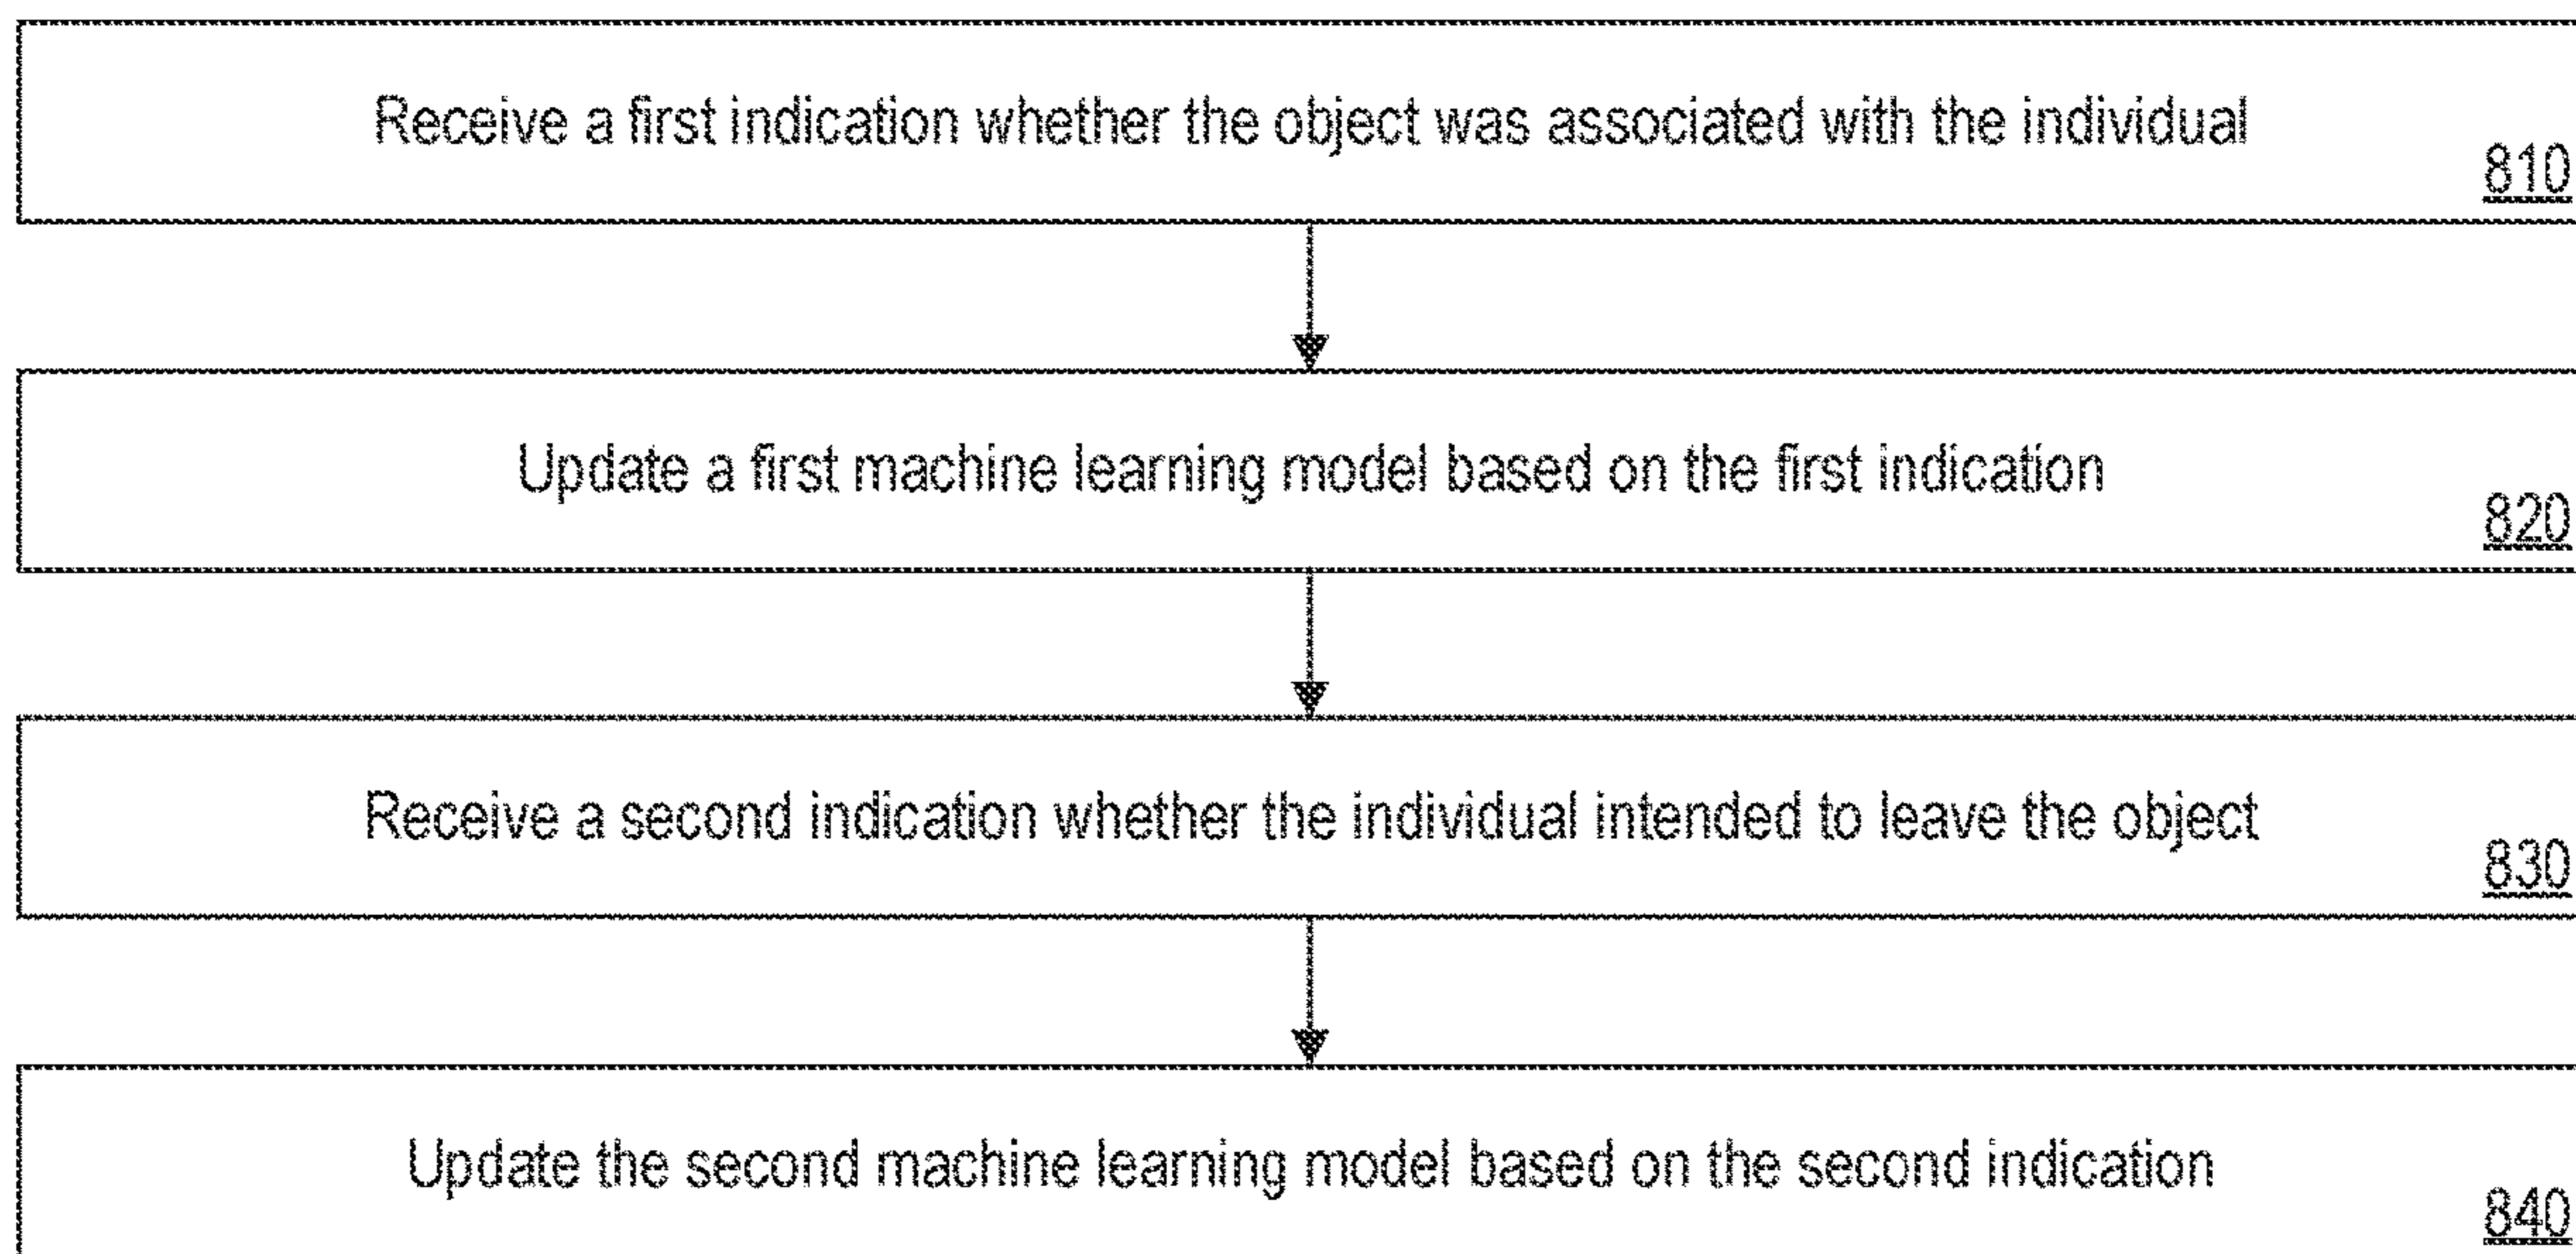 Receive a first indication whether the object was associated with the individual
810
Update a first machine learning model based on the first indication
820
Receive a second indication whether the individual intended to leave the object
830
Update the second machine learning model based on the second indication
840